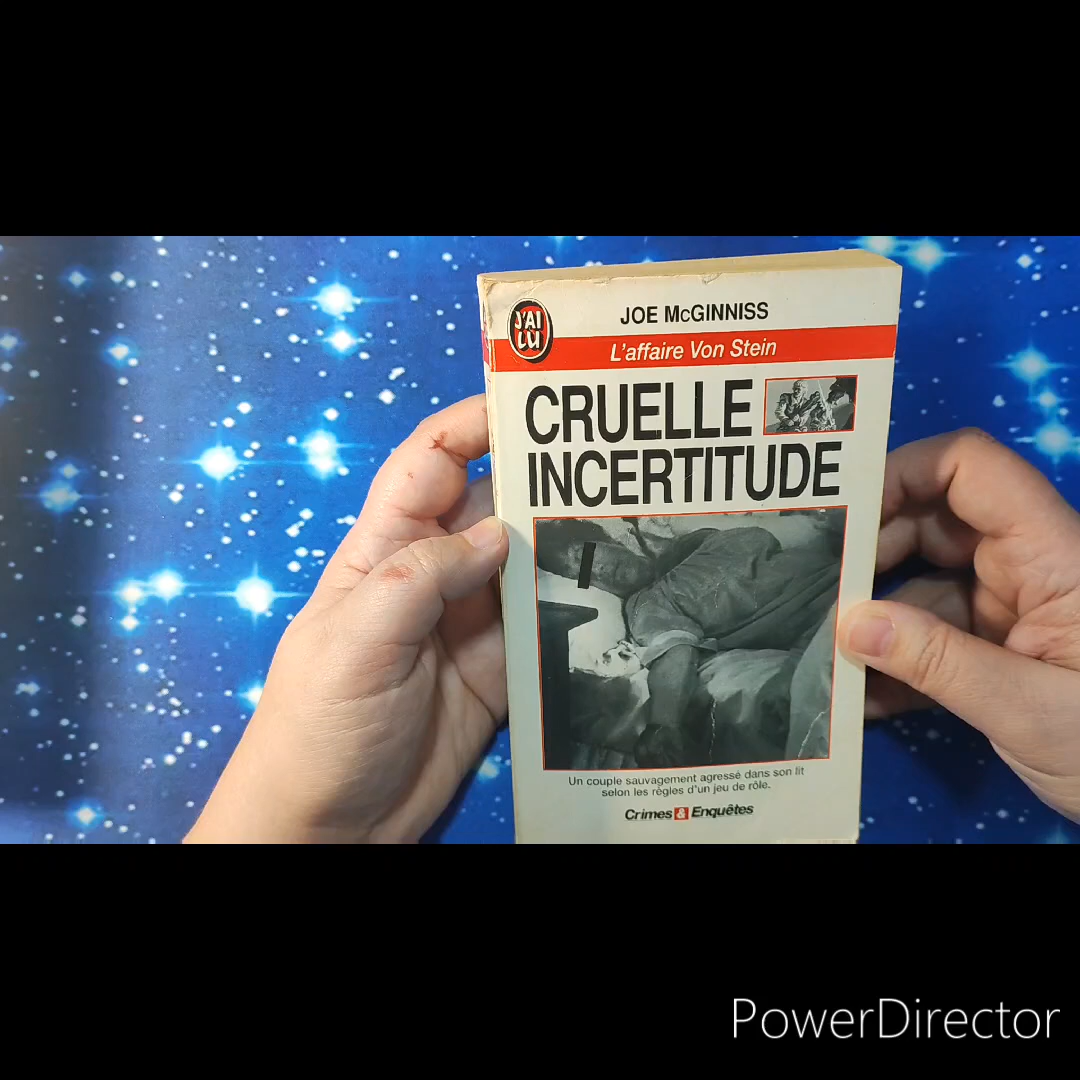 J'AI
LU
JOE McGINNISS
L'affaire Von Stein
CRUELLE
INCERTITUDE
Un couple sauvagement agressé dans son lit
selon les règles d'un jeu de rôle.
Crimes & Enquêtes
PowerDirector